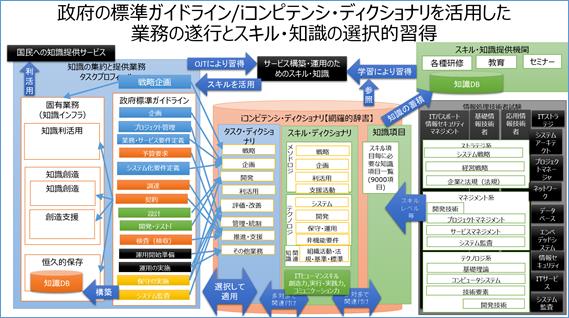 政府の標準ガイドライン/iコンピテンシ・ディクショナリを活用した
業務の遂行とスキル・知識の選択的習得
国民への知識提供サービス
利活用
知識の集約と提供業務
タスクプロフィール
戦略企画
固有業務
(知識インフラ)
知識利活用
知識創造
知識創造
創造支援
恒久的保存
知識DB
構築
政府標準ガイドライン
企画
プロジェクト管理
業務・サービス要件定義
予算要求
システム化要件定義
調達
契約
設計
開発・テスト
検査(検収)
運用開始準備
運用の実施
保守の実施
システム監査
OJTにより習得
スキルを活用
サービス構築・運用の
ためのスキル・知識
学習により習得
参照
知識の蓄積
スキル・知識提供機関
各種研修
教育
セミナー
知識DB
iコンピテンシ・ディクショナリ【網羅的辞書】
タスク・ディクショ
ナリ
戦略
企画
開発
利活用
評価・改善
管理・統制
推進・支援
その他業務
スキル・ディクショナリ
メソドロジ
戦略
企画
実行
利活用
支援活動
テクノロジ
システム
開発
保守・運用
非機能要件
関連知識
組織活動・法
規・基準・標準
ITヒューマンスキル
創造力,実行・実践力,
コミュニケーション力
知識項目
スキル項
目毎に必
要な知識
項目一覧
(9000項
目)
選択して
適用
多対多で
関連付け
多対多で
関連付け
スキル
レベル
等
情報処理技術者試験
ITパスポート
情報セキュリティ
マネジメント
基礎情
報技術
者
応用情
報技術
者
ITストラテ
ジ
システム
アーキテ
クト
プロジェクト
マネージ
ャ
ネットワーク
データベ
ース
エンベデッド
システム
情報セキ
ュリティ
ITサービ
ス
システム
監査
ストラテジ系
システム戦略
経営戦略
企業と法規(法規)
マネジメント系
開発技術
プロジェクトマネジメント
サービスマネジメント
システム監査
テクノロジ系
基礎理論
コンピュータシステム
技術要素
開発技術